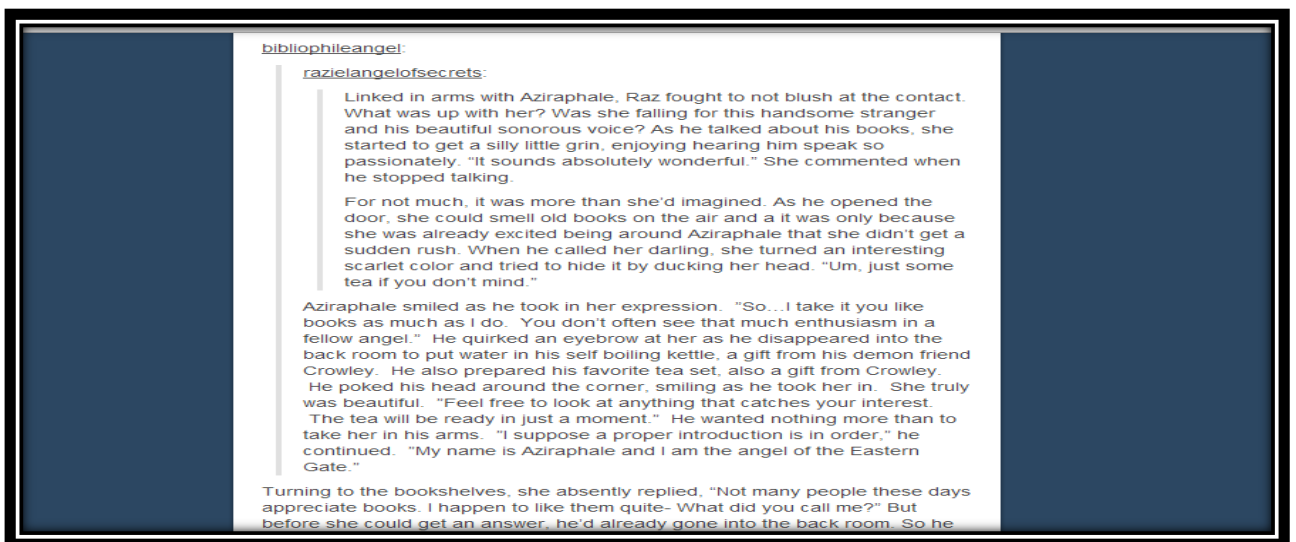 bibliophileangel:
razielangelofsecrets:
Linked in arms with Aziraphale, Raz fought to not blush at the contact.
What was up with her? Was she falling for this handsome stranger
and his beautiful sonorous voice? As he talked about his books, she
started to get a silly little grin, enjoying hearing him speak so
passionately. “It sounds absolutely wonderful.” She commented when
he stopped talking.
For not much, it was more than she’d imagined. As he opened the
door, she could smell old books on the air and a it was only because
she was already excited being around Aziraphale that she didn’t get a
sudden rush. When he called her darling, she turned an interesting
scarlet color and tried to hide it by ducking her head. “Um, just some
tea if you don’t mind.”
Aziraphale smiled as he took in her expression.  “So…I take it you like
books as much as I do.  You don’t often see that much enthusiasm in a
fellow angel.”  He quirked an eyebrow at her as he disappeared into the
back room to put water in his self boiling kettle, a gift from his demon friend
Crowley.  He also prepared his favorite tea set, also a gift from Crowley.
He poked his head around the corner, smiling as he took her in.  She truly
was beautiful.  “Feel free to look at anything that catches your interest.
The tea will be ready in just a moment.”  He wanted nothing more than to
take her in his arms.  “I suppose a proper introduction is in order,” he
continued.  “My name is Aziraphale and I am the angel of the Eastern
Gate.”
Turning to the bookshelves, she absently replied, “Not many people these days
appreciate books. I happen to like them quite- What did you call me?” But
before she could get an answer, he’d already gone into the back room. So he